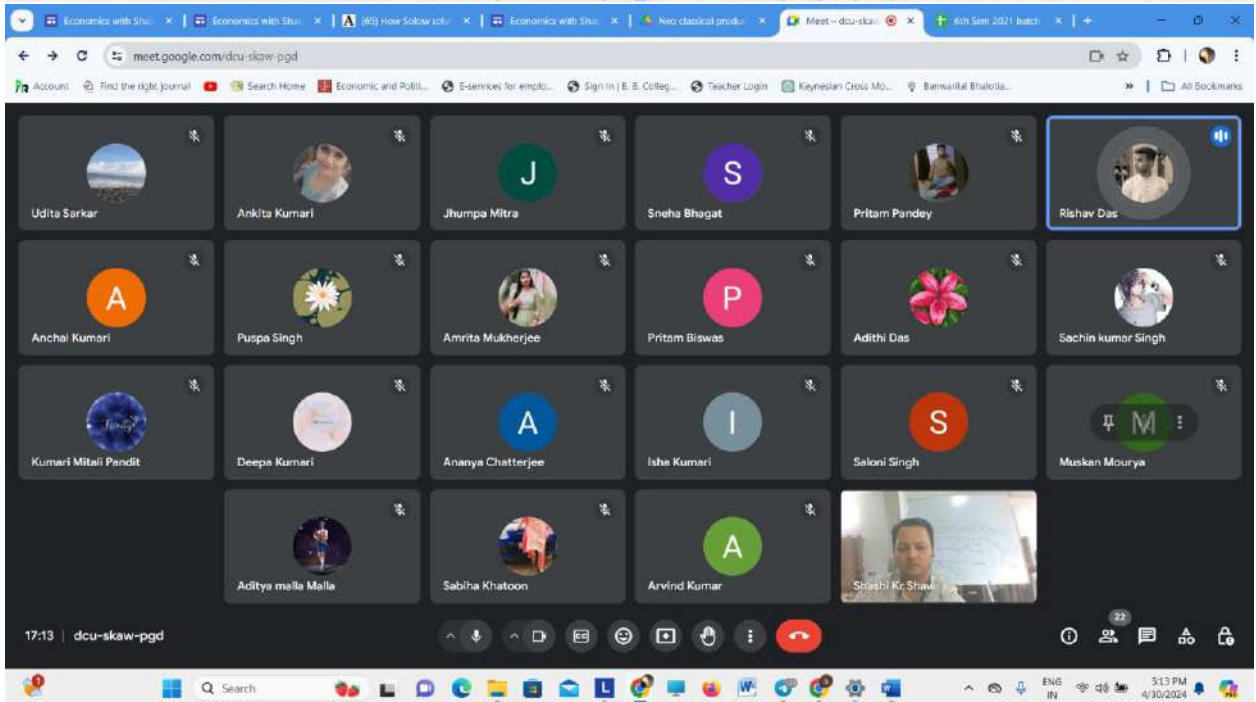 Economics with Sha
Economics with Sha
(65) How Solow solv
Economics with Sha
Neo classical produ
Meet – dcu-skaw
6th Sem 2021 batch
meet.google.com/dcu-skaw-pgd
Account
Find the right journal
Search Home
Economic and Politi...
E-services for emplo...
Sign In | B. B. Colleg...
Teacher Login
Keynesian Cross Mo...
Banwarilal Bhalotia...
All Bookmarks
Udita Sarkar
Ankita Kumari
J
Jhumpa Mitra
S
Sneha Bhagat
Pritam Pandey
Rishav Das
A
Anchal Kumari
Puspa Singh
Amrita Mukherjee
P
Pritam Biswas
Adithi Das
Sachin kumar Singh
Kumari Mitali Pandit
Deepa Kumari
A
Ananya Chatterjee
I
Isha Kumari
S
Saloni Singh
M
Muskan Mourya
Aditya malla Malla
Sabiha Khatoon
A
Arvind Kumar
Shashi Kr Shaw
17:13 | dcu-skaw-pgd
22
Search
ENG
IN
5:13 PM
4/30/2024